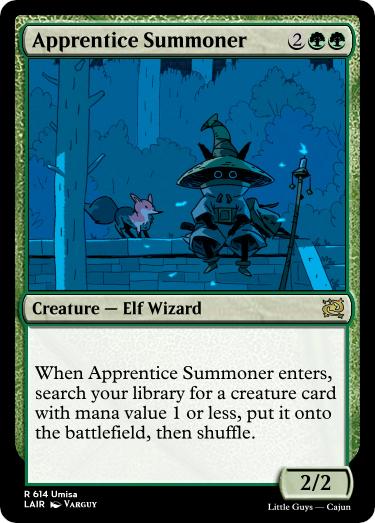 Apprentice Summoner 2
Creature — Elf Wizard
When Apprentice Summoner enters,
search your library for a creature card
with mana value 1 or less, put it onto
the battlefield, then shuffle.
2/2
R 614 Umisa
LAIR Varguy
Little Guys — Cajun